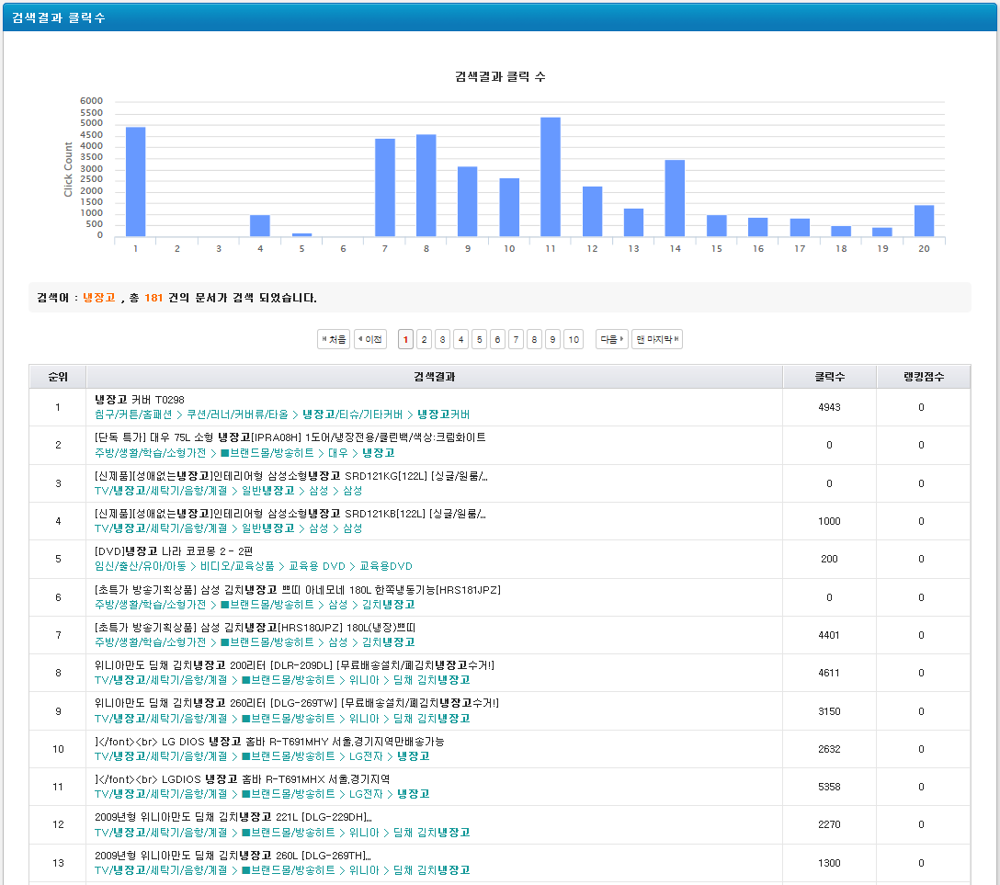 검색결과 클릭수
검색결과 클릭 수
6000
5500
5000
4500
4000
3500
3000
2500
2000
1500
1000
500
0
Click Count
1 2 3 4 5 6 7 8 9 10 11 12 13 14 15 16 17 18 19 20
검색어 : 냉장고 , 총 181 건의 문서가 검색 되었습니다.
처음 이전 1 2 3 4 5 6 7 8 9 10 다음 맨 마지막
순위 검색결과 클릭수 랭킹점수
냉장고 커버 T0298
1 4943 0
침구/커튼/홈패션 > 쿠션/러너/커버류/타올 > 냉장고/티슈/기타커버 > 냉장고커버
[단독 특가] 대우 75L 소형 냉장고[IPRA08H] 1도어/냉장전용/클린백/색상:크림화이트
2 0 0
주방/생활/학습/소형가전 > ■브랜드몰/방송히트 > 대우 > 냉장고
[신제품][성애없는냉장고]인테리어형 삼성소형냉장고 SRD121KG[122L] [싱글/원룸/...
3 0 0
TV/냉장고/세탁기/음향/계절 > 일반냉장고 > 삼성 > 삼성
[신제품][성애없는냉장고]인테리어형 삼성소형냉장고 SRD121KB[122L] [싱글/원룸/...
4 1000 0
TV/냉장고/세탁기/음향/계절 > 일반냉장고 > 삼성 > 삼성
[DVD]냉장고 나라 코코몽 2 - 2편
5 200 0
임신/출산/유아/아동 > 비디오/교육상품 > 교육용 DVD > 교육용DVD
[초특가 방송기획상품] 삼성 김치냉장고 쁘띠 아네모네 180L 한쪽냉동기능[HRS181JPZ]
6 0 0
주방/생활/학습/소형가전 > ■브랜드몰/방송히트 > 삼성 > 김치냉장고
[초특가 방송기획상품] 삼성 김치냉장고[HRS180JPZ] 180L(냉장)쁘띠
7 4401 0
주방/생활/학습/소형가전 > ■브랜드몰/방송히트 > 삼성 > 김치냉장고
위니아만도 딤채 김치냉장고 200리터 [DLR-209DL] [무료배송설치/폐김치냉장고수거!]
8 4611 0
TV/냉장고/세탁기/음향/계절 > ■브랜드몰/방송히트 > 위니아 > 딤채 김치냉장고
위니아만도 딤채 김치냉장고 260리터 [DLG-269TW] [무료배송설치/폐김치냉장고수거!]
9 3150 0
TV/냉장고/세탁기/음향/계절 > ■브랜드몰/방송히트 > 위니아 > 딤채 김치냉장고
]</font><br> LG DIOS 냉장고 홈바 R-T691MHY 서울,경기지역만배송가능
10 2632 0
TV/냉장고/세탁기/음향/계절 > ■브랜드몰/방송히트 > LG전자 > 냉장고
]</font><br> LGDIOS 냉장고 홈바 R-T691MHX 서울,경기지역
11 5358 0
TV/냉장고/세탁기/음향/계절 > ■브랜드몰/방송히트 > LG전자 > 냉장고
2009년형 위니아만도 딤채 김치냉장고 221L [DLG-229DH]...
12 2270 0
TV/냉장고/세탁기/음향/계절 > ■브랜드몰/방송히트 > 위니아 > 딤채 김치냉장고
2009년형 위니아만도 딤채 김치냉장고 260L [DLG-269TH]...
13 1300 0
TV/냉장고/세탁기/음향/계절 > ■브랜드몰/방송히트 > 위니아 > 딤채 김치냉장고